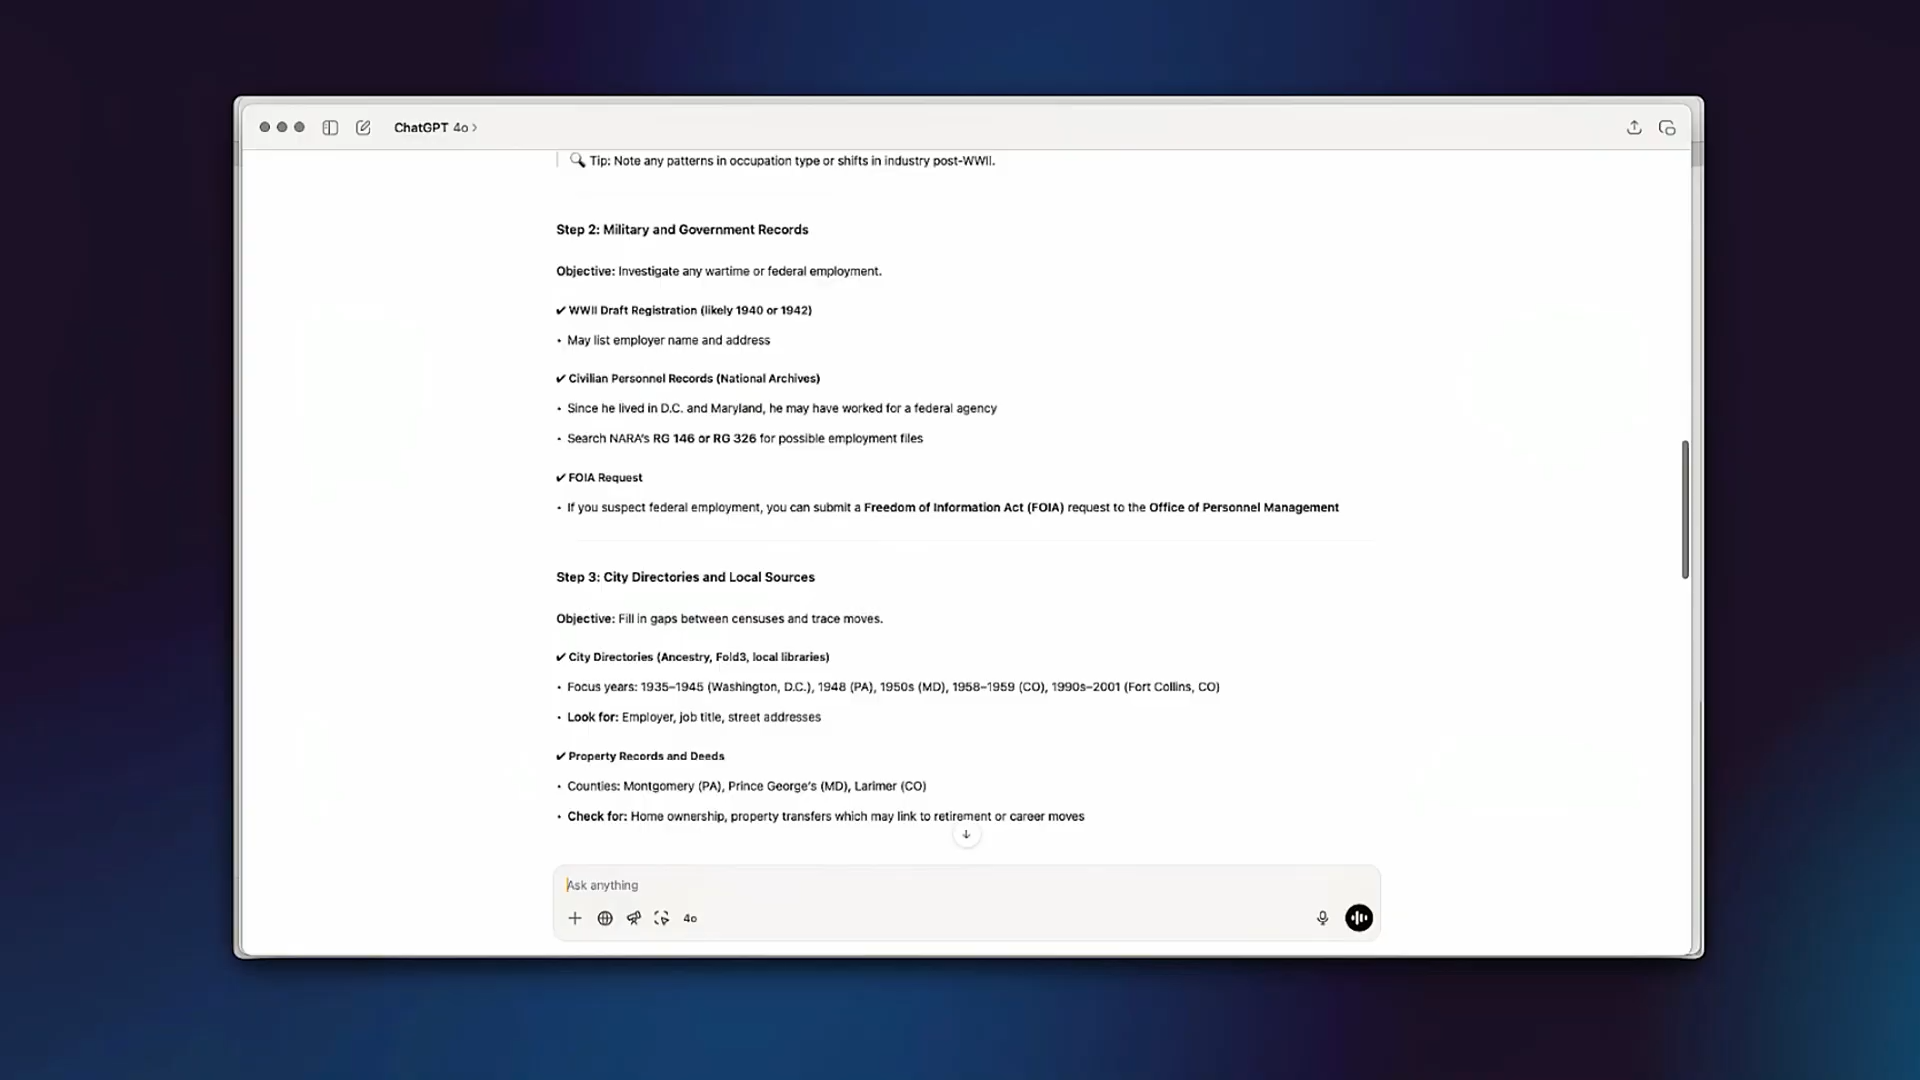 ChatGPT 4o >
🔍 Tip: Note any patterns in occupation type or shifts in industry post-WWII.
Step 2: Military and Government Records
Objective: Investigate any wartime or federal employment.
✔ WWII Draft Registration (likely 1940 or 1942)
• May list employer name and address
✔ Civilian Personnel Records (National Archives)
• Since he lived in D.C. and Maryland, he may have worked for a federal agency
• Search NARA's RG 146 or RG 326 for possible employment files
✔ FOIA Request
• If you suspect federal employment, you can submit a Freedom of Information Act (FOIA) request to the Office of Personnel Management
Step 3: City Directories and Local Sources
Objective: Fill in gaps between censuses and trace moves.
✔ City Directories (Ancestry, Fold3, local libraries)
• Focus years: 1935–1945 (Washington, D.C.), 1948 (PA), 1950s (MD), 1958–1959 (CO), 1990s–2001 (Fort Collins, CO)
• Look for: Employer, job title, street addresses
✔ Property Records and Deeds
• Counties: Montgomery (PA), Prince George's (MD), Larimer (CO)
• Check for: Home ownership, property transfers which may link to retirement or career moves
Ask anything
4o